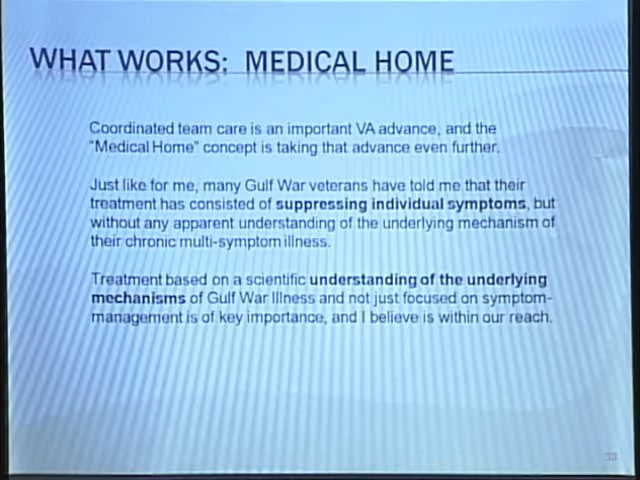 WHAT WORKS: MEDICAL HOME
Coordinated team care is an important VA advance, and the
"Medical Home" concept is taking that advance even further.
Just like for me, many Gulf War veterans have told me that their
treatment has consisted of suppressing individual symptoms, but
without any apparent understanding of the underlying mechanism of
their chronic multi-symptom illness.
Treatment based on a scientific understanding of the underlying
mechanisms of Gulf War Illness and not just focused on symptom-
management is of key importance, and I believe is within our reach.
33